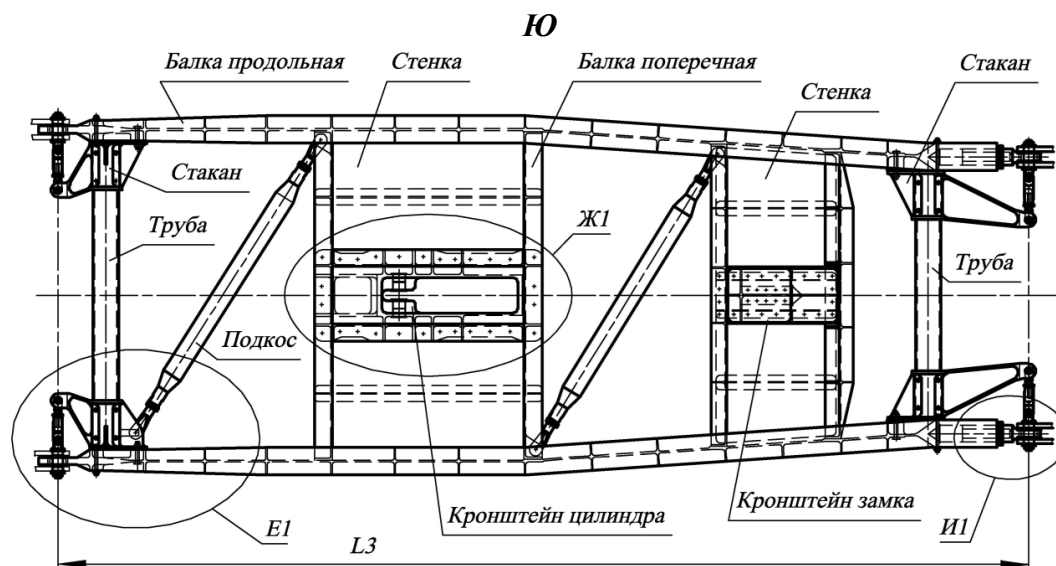 Ю
Балка продольная
Стенка
Балка поперечная
Стакан
Стенка
Стакан
Ж1
Труба
Труба
Подкос
Кронштейн цилиндра
Кронштейн замка
Е1
И1
L3